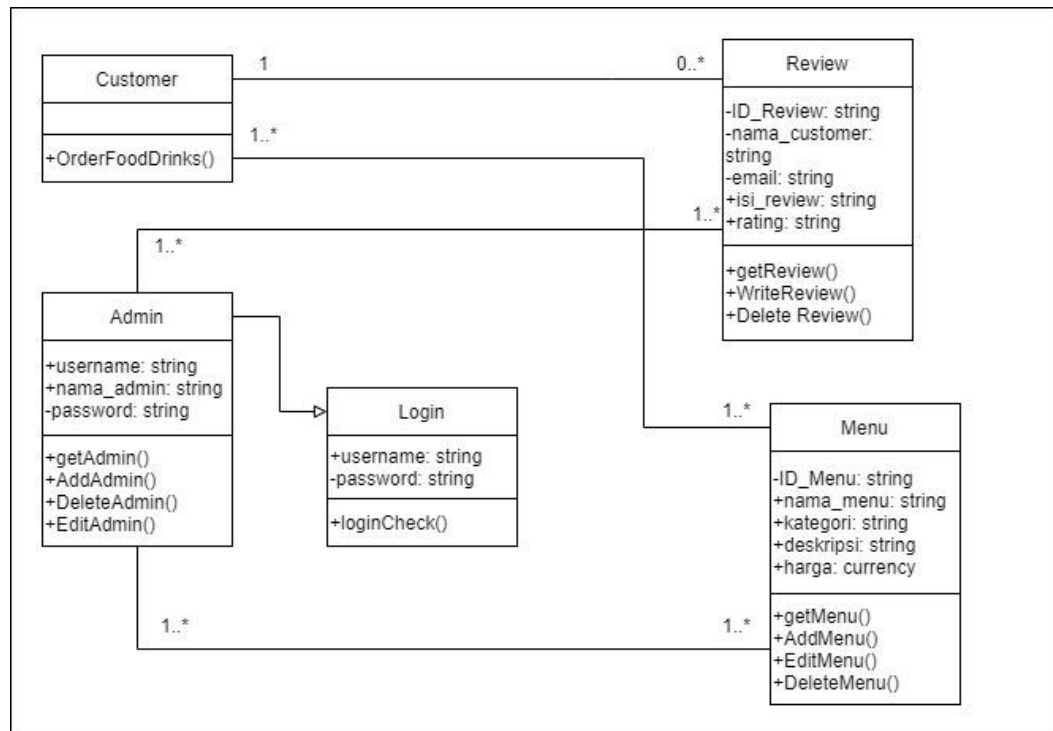 Customer
+OrderFoodDrinks()
1
0..*
1..*
Review
-ID_Review: string
-nama_customer:
string
-email: string
+isi_review: string
+rating: string
+getReview()
+WriteReview()
+Delete Review()
1..*
1..*
Admin
+username: string
+nama_admin: string
-password: string
+getAdmin()
+AddAdmin()
+DeleteAdmin()
+EditAdmin()
Login
+username: string
-password: string
+loginCheck()
1..*
Menu
-ID_Menu: string
+nama_menu: string
+kategori: string
+deskripsi: string
+harga: currency
+getMenu()
+AddMenu()
+EditMenu()
+DeleteMenu()
1..*
1..*